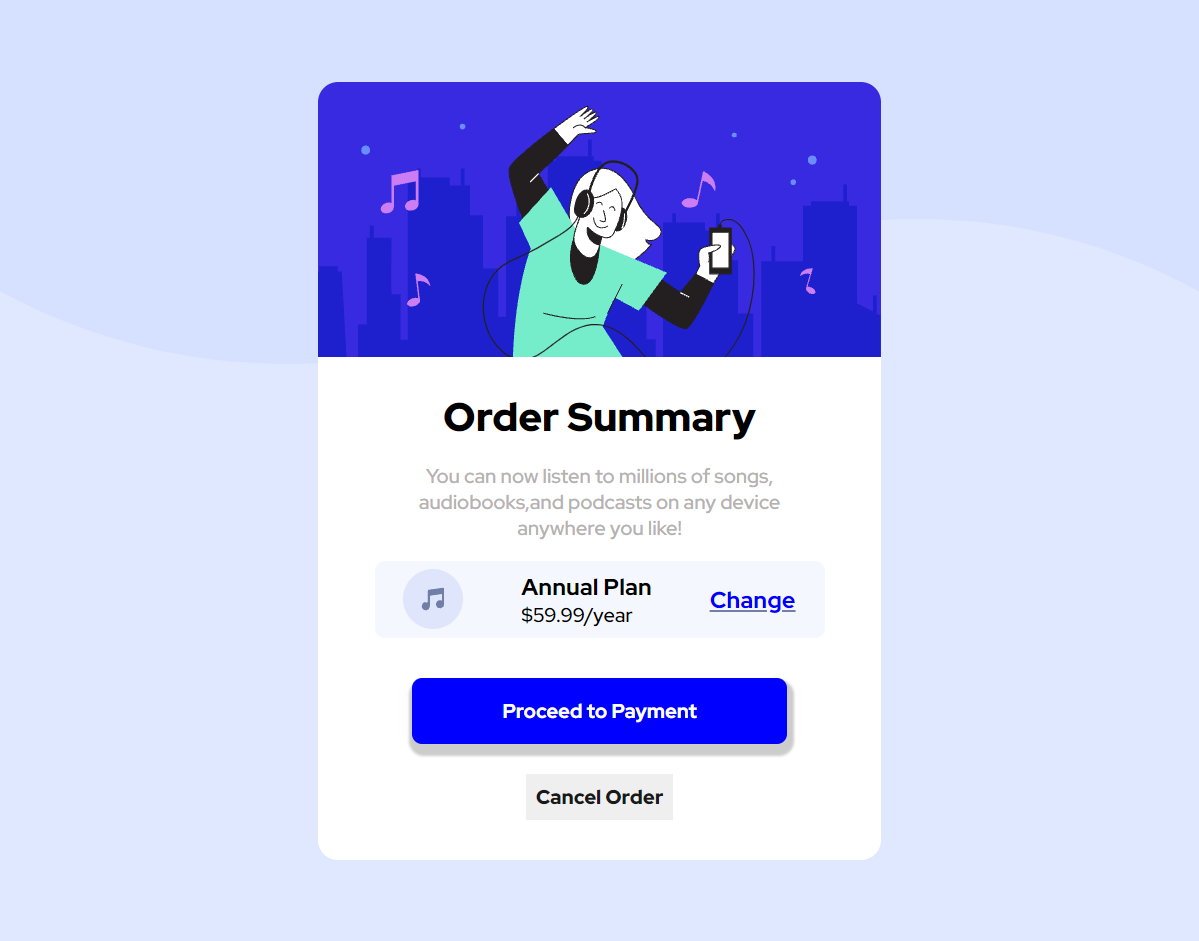 Order Summary
You can now listen to millions of songs,
audiobooks,and podcasts on any device
anywhere you like!
Annual Plan
$59.99/year
Change
Proceed to Payment
Cancel Order